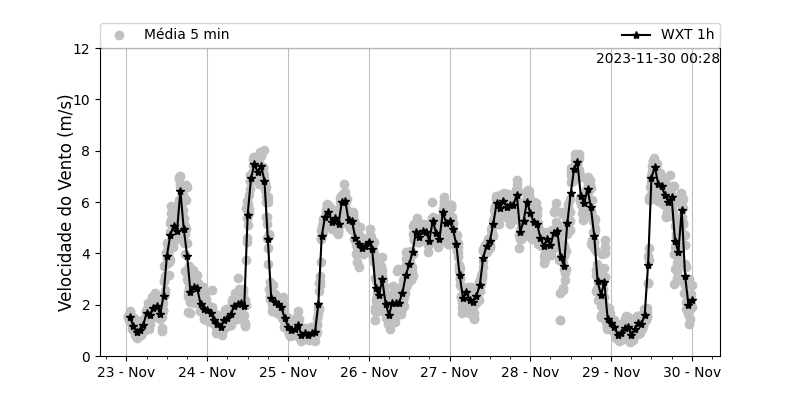 Média 5 min
WXT 1h
2023-11-30 00:28
Velocidade do Vento (m/s)
12
10
8
6
4
2
0
23 - Nov
24 - Nov
25 - Nov
26 - Nov
27 - Nov
28 - Nov
29 - Nov
30 - Nov